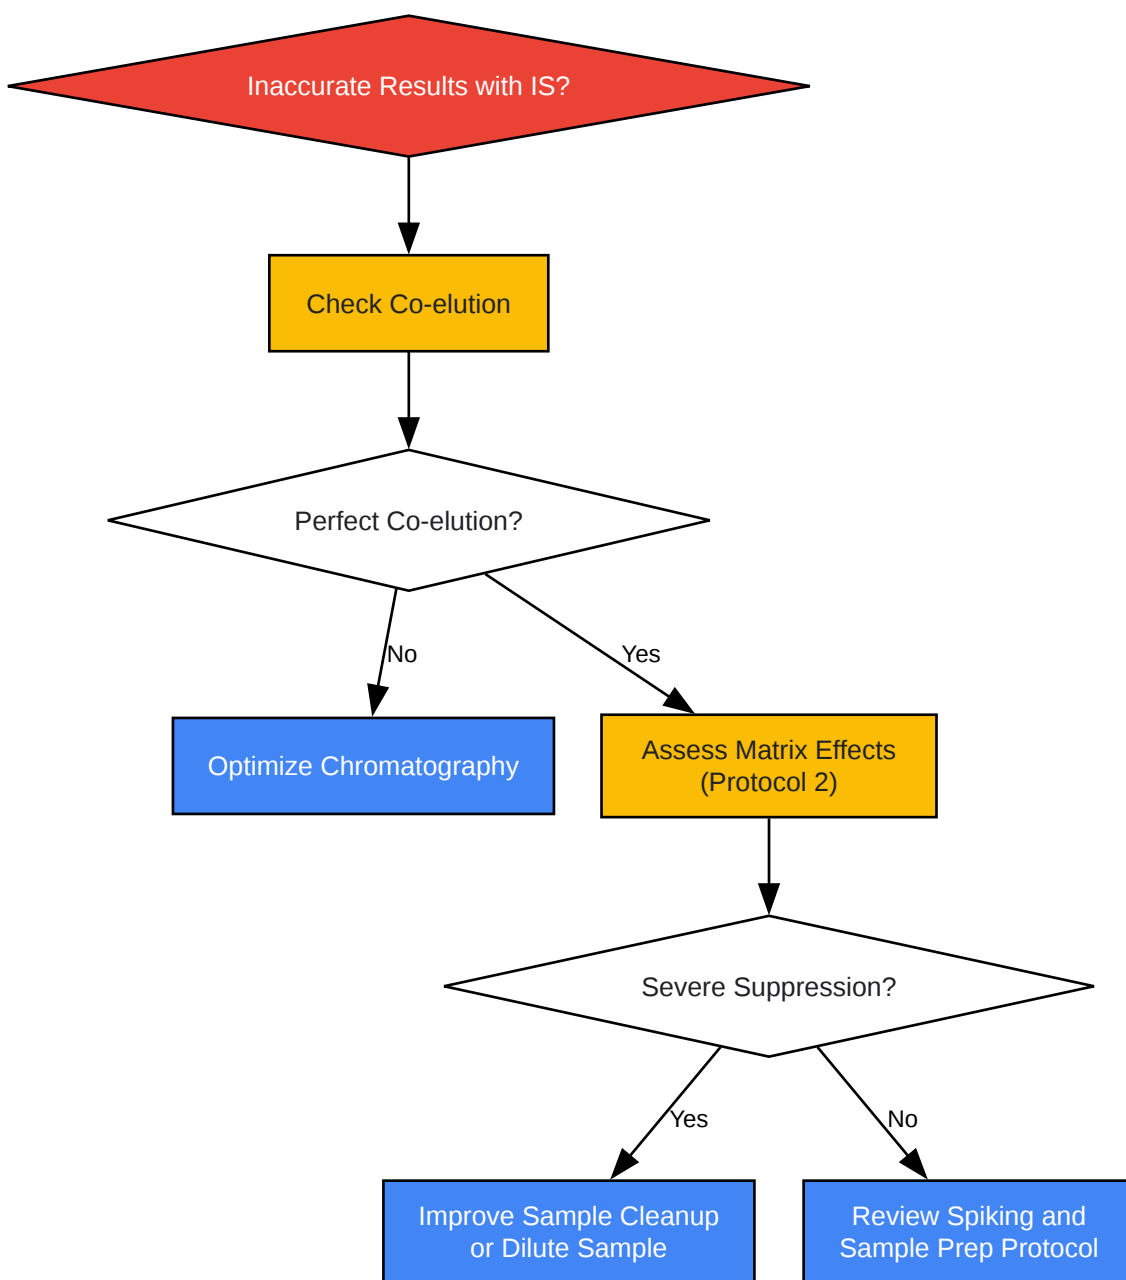 Inaccurate Results with IS?
Check Co-elution
Perfect Co-elution?
No
Yes
Optimize Chromatography
Assess Matrix Effects
(Protocol 2)
Severe Suppression?
Yes
No
Improve Sample Cleanup
or Dilute Sample
Review Spiking and
Sample Prep Protocol